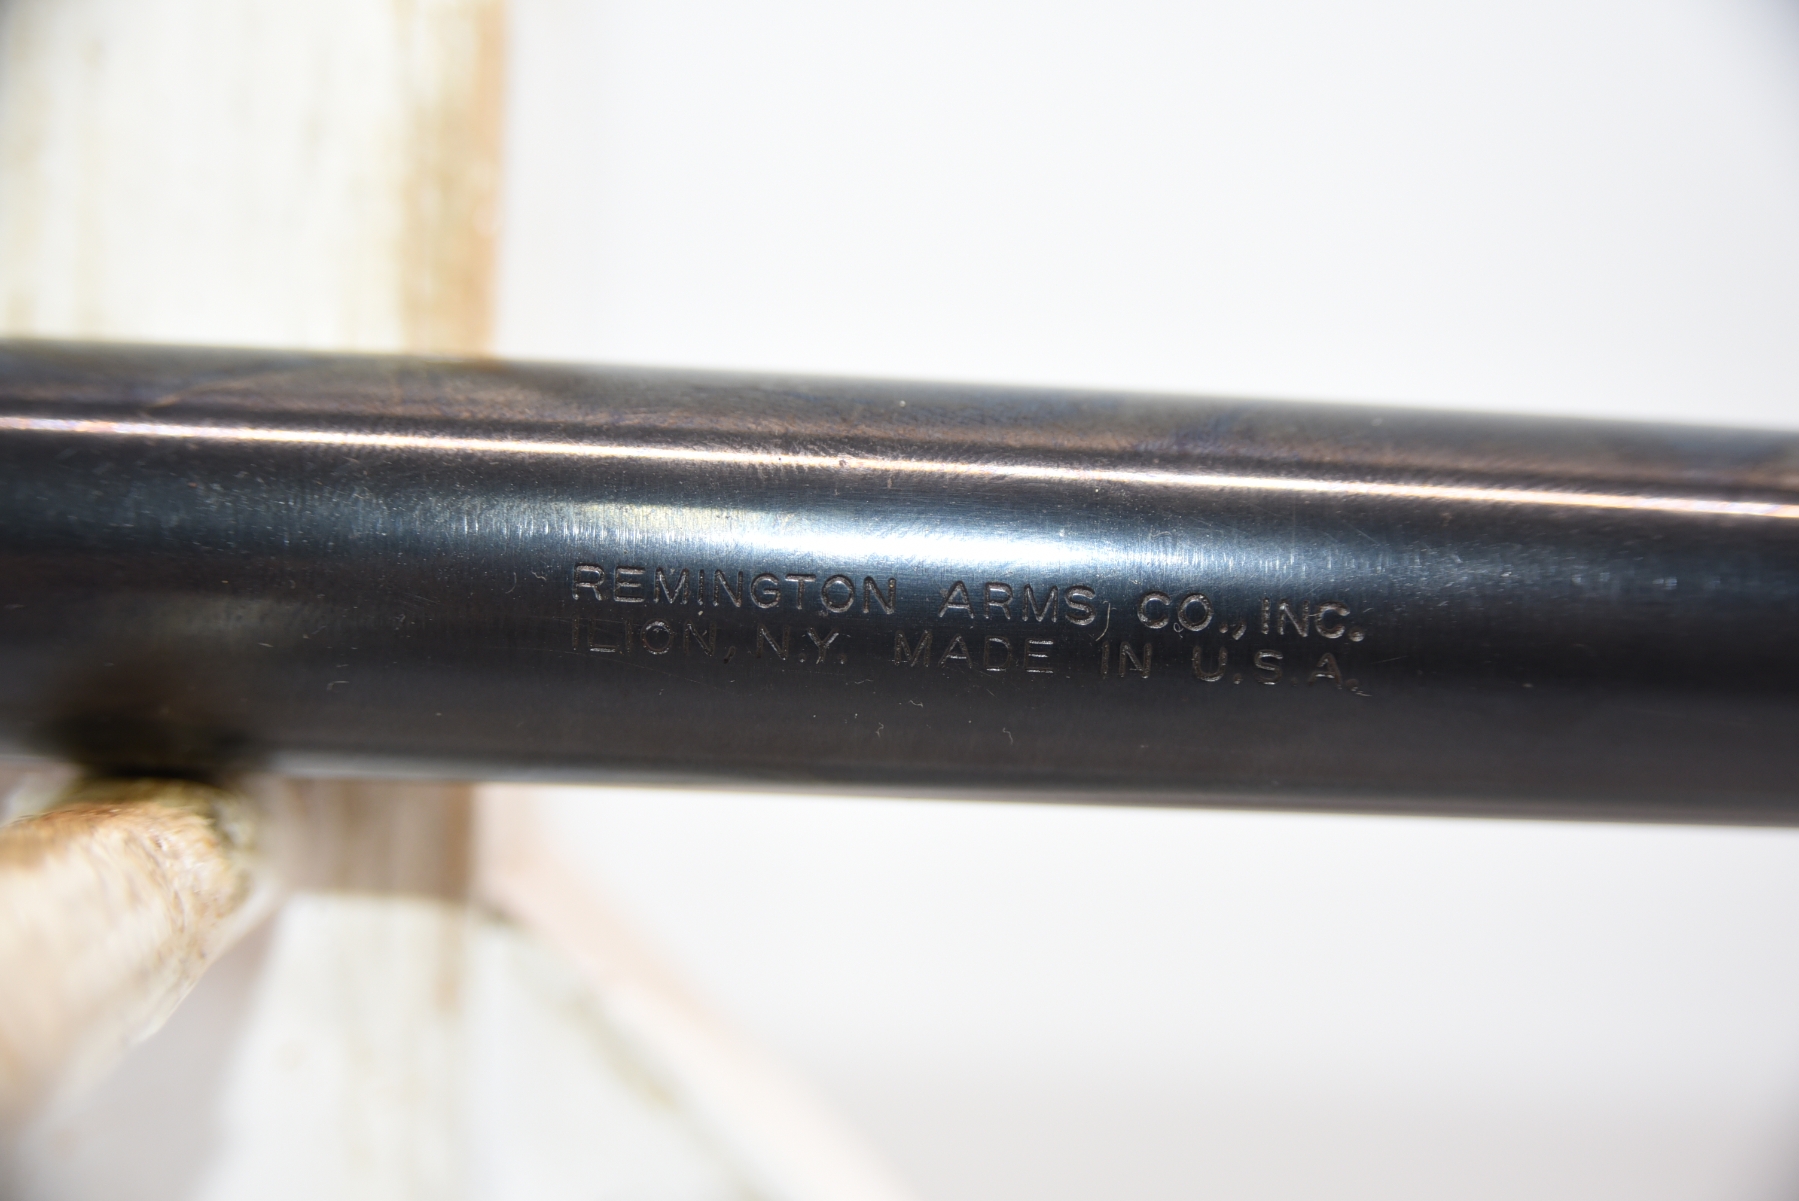 REMINGTON ARMS, CO., INC.
ILION, N.Y. MADE IN U.S.A.